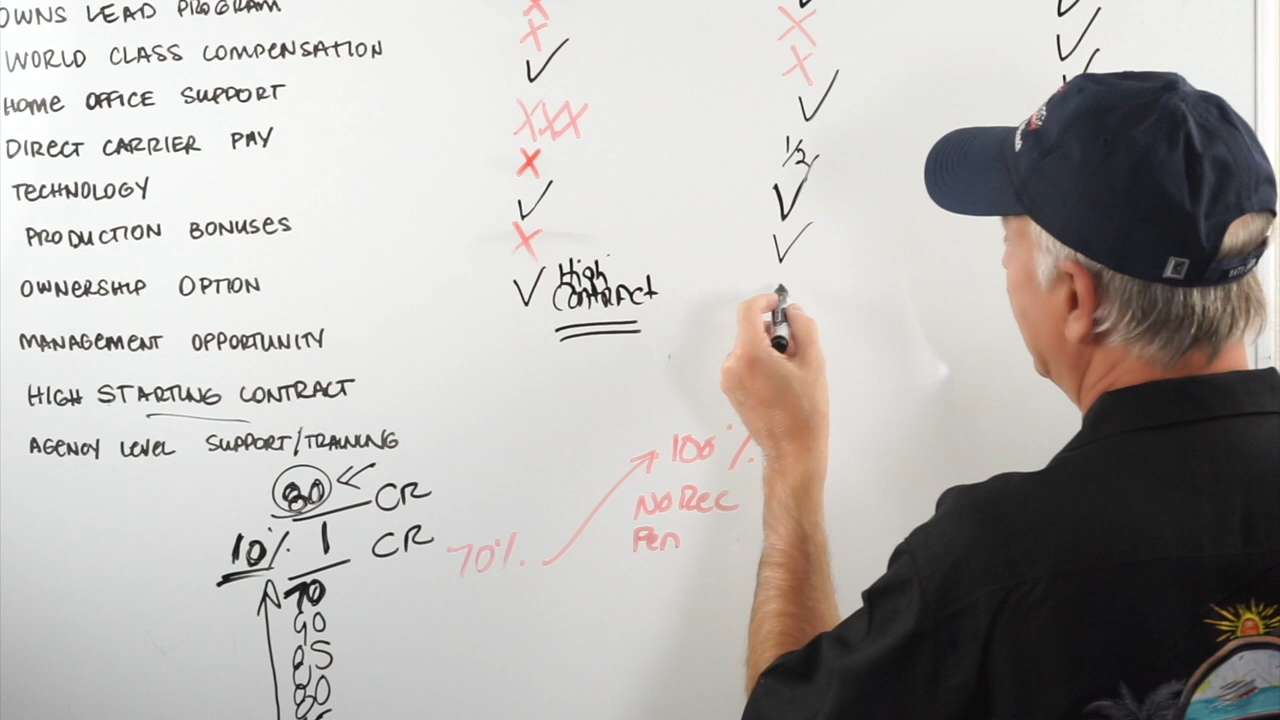 OWNS LEAD PROGRAM
WORLD CLASS COMPENSATION
HOME OFFICE SUPPORT
DIRECT CARRIER PAY
1/2
TECHNOLOGY
PRODUCTION BONUSES
OWNERSHIP OPTION
High
CONTRACT
MANAGEMENT OPPORTUNITY
HIGH STARTING CONTRACT
AGENCY LEVEL SUPPORT/TRAINING
80 CR
10% 1 CR
70% 100%
No Rec
Pen
70
90
85
80